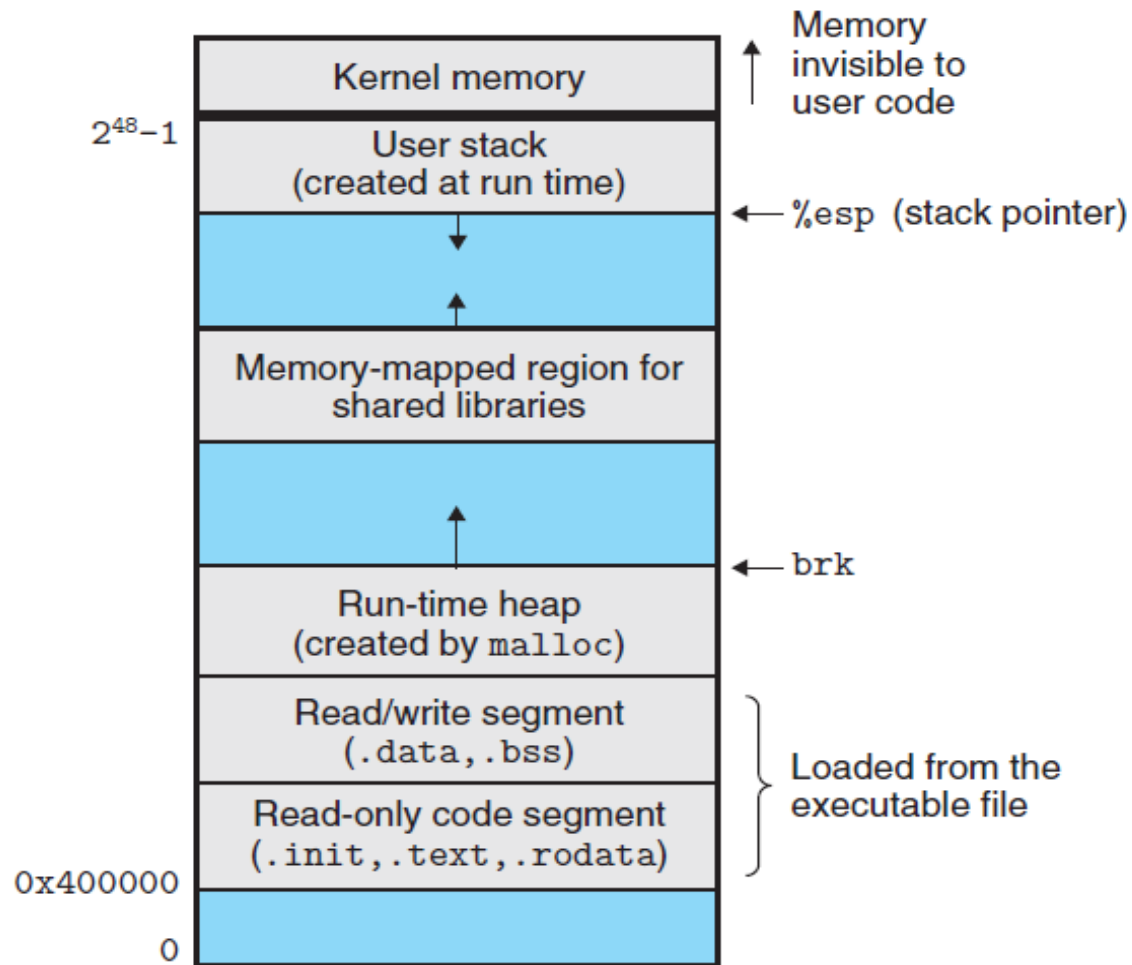 Kernel memory
Memory
invisible to
user code
2⁴⁸−1
User stack
(created at run time)
%esp (stack pointer)
Memory-mapped region for
shared libraries
brk
Run-time heap
(created by malloc)
Read/write segment
(.data,.bss)
Loaded from the
executable file
Read-only code segment
(.init,.text,.rodata)
0x400000
0